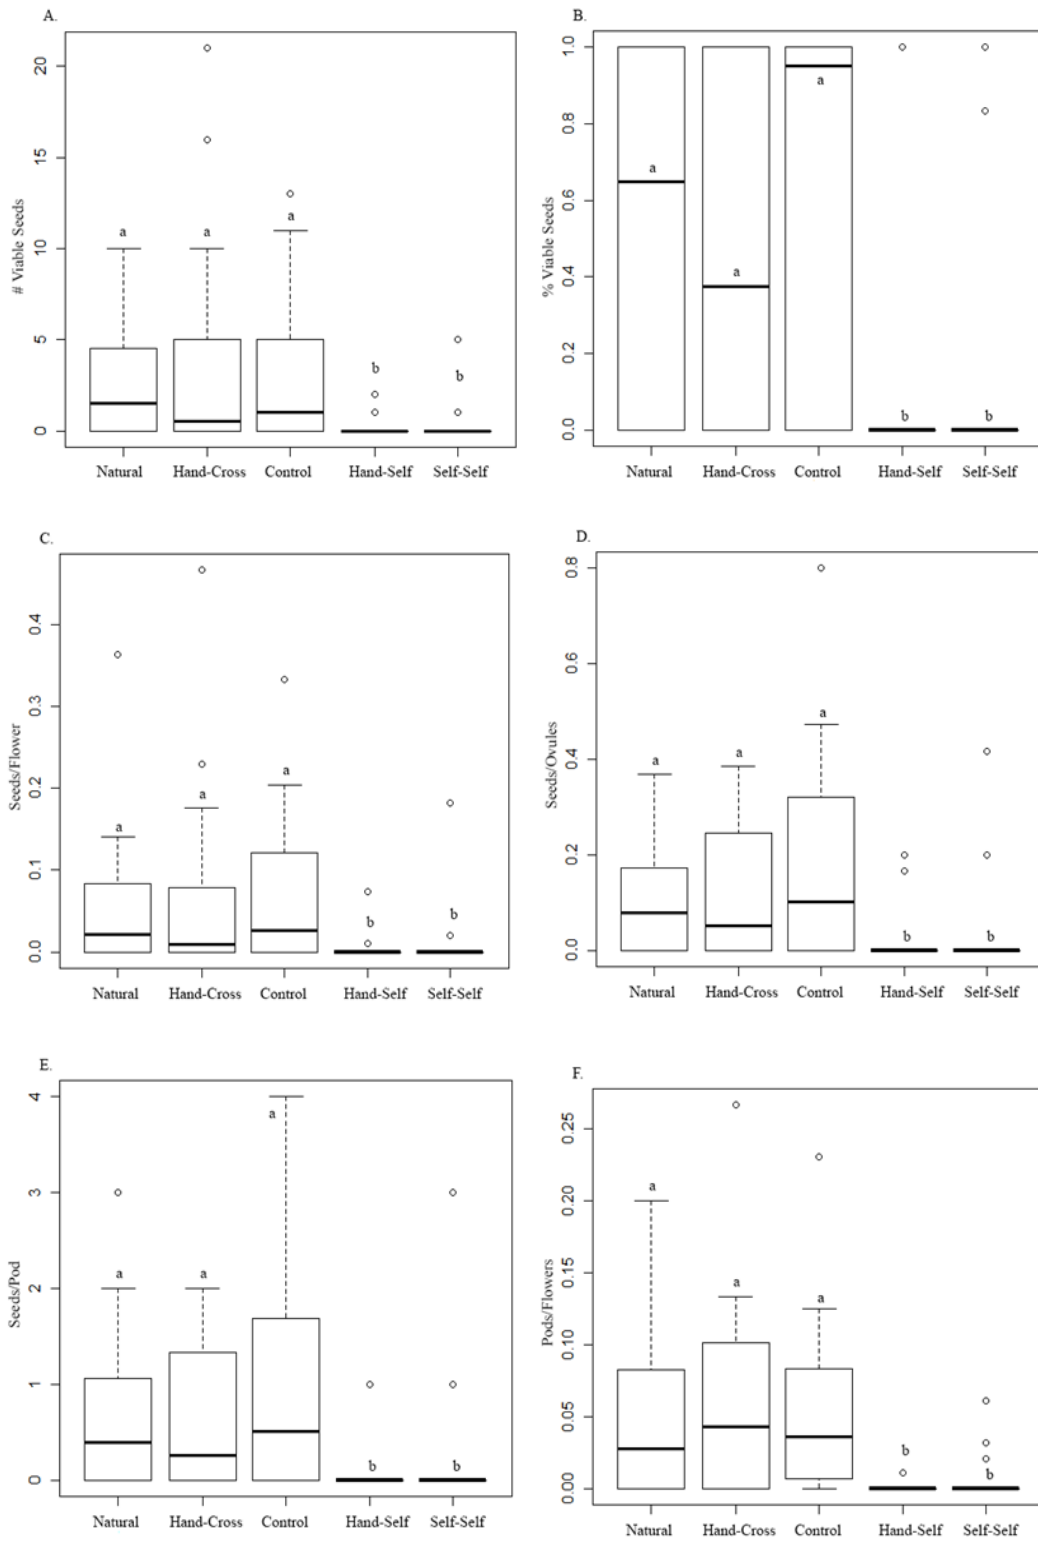 A.
# Viable Seeds
20
15
10
5
0
a a a b b
Natural Hand-Cross Control Hand-Self Self-Self
B.
% Viable Seeds
1.0
0.8
0.6
0.4
0.2
0.0
a a a b b
Natural Hand-Cross Control Hand-Self Self-Self
C.
Seeds/Flower
0.4
0.3
0.2
0.1
0.0
a a a b b
Natural Hand-Cross Control Hand-Self Self-Self
D.
Seeds/Ovules
0.8
0.6
0.4
0.2
0.0
a a a b b
Natural Hand-Cross Control Hand-Self Self-Self
E.
Seeds/Pod
4
3
2
1
0
a a a b b
Natural Hand-Cross Control Hand-Self Self-Self
F.
Pods/Flowers
0.25
0.20
0.15
0.10
0.05
0.00
a a a b b
Natural Hand-Cross Control Hand-Self Self-Self